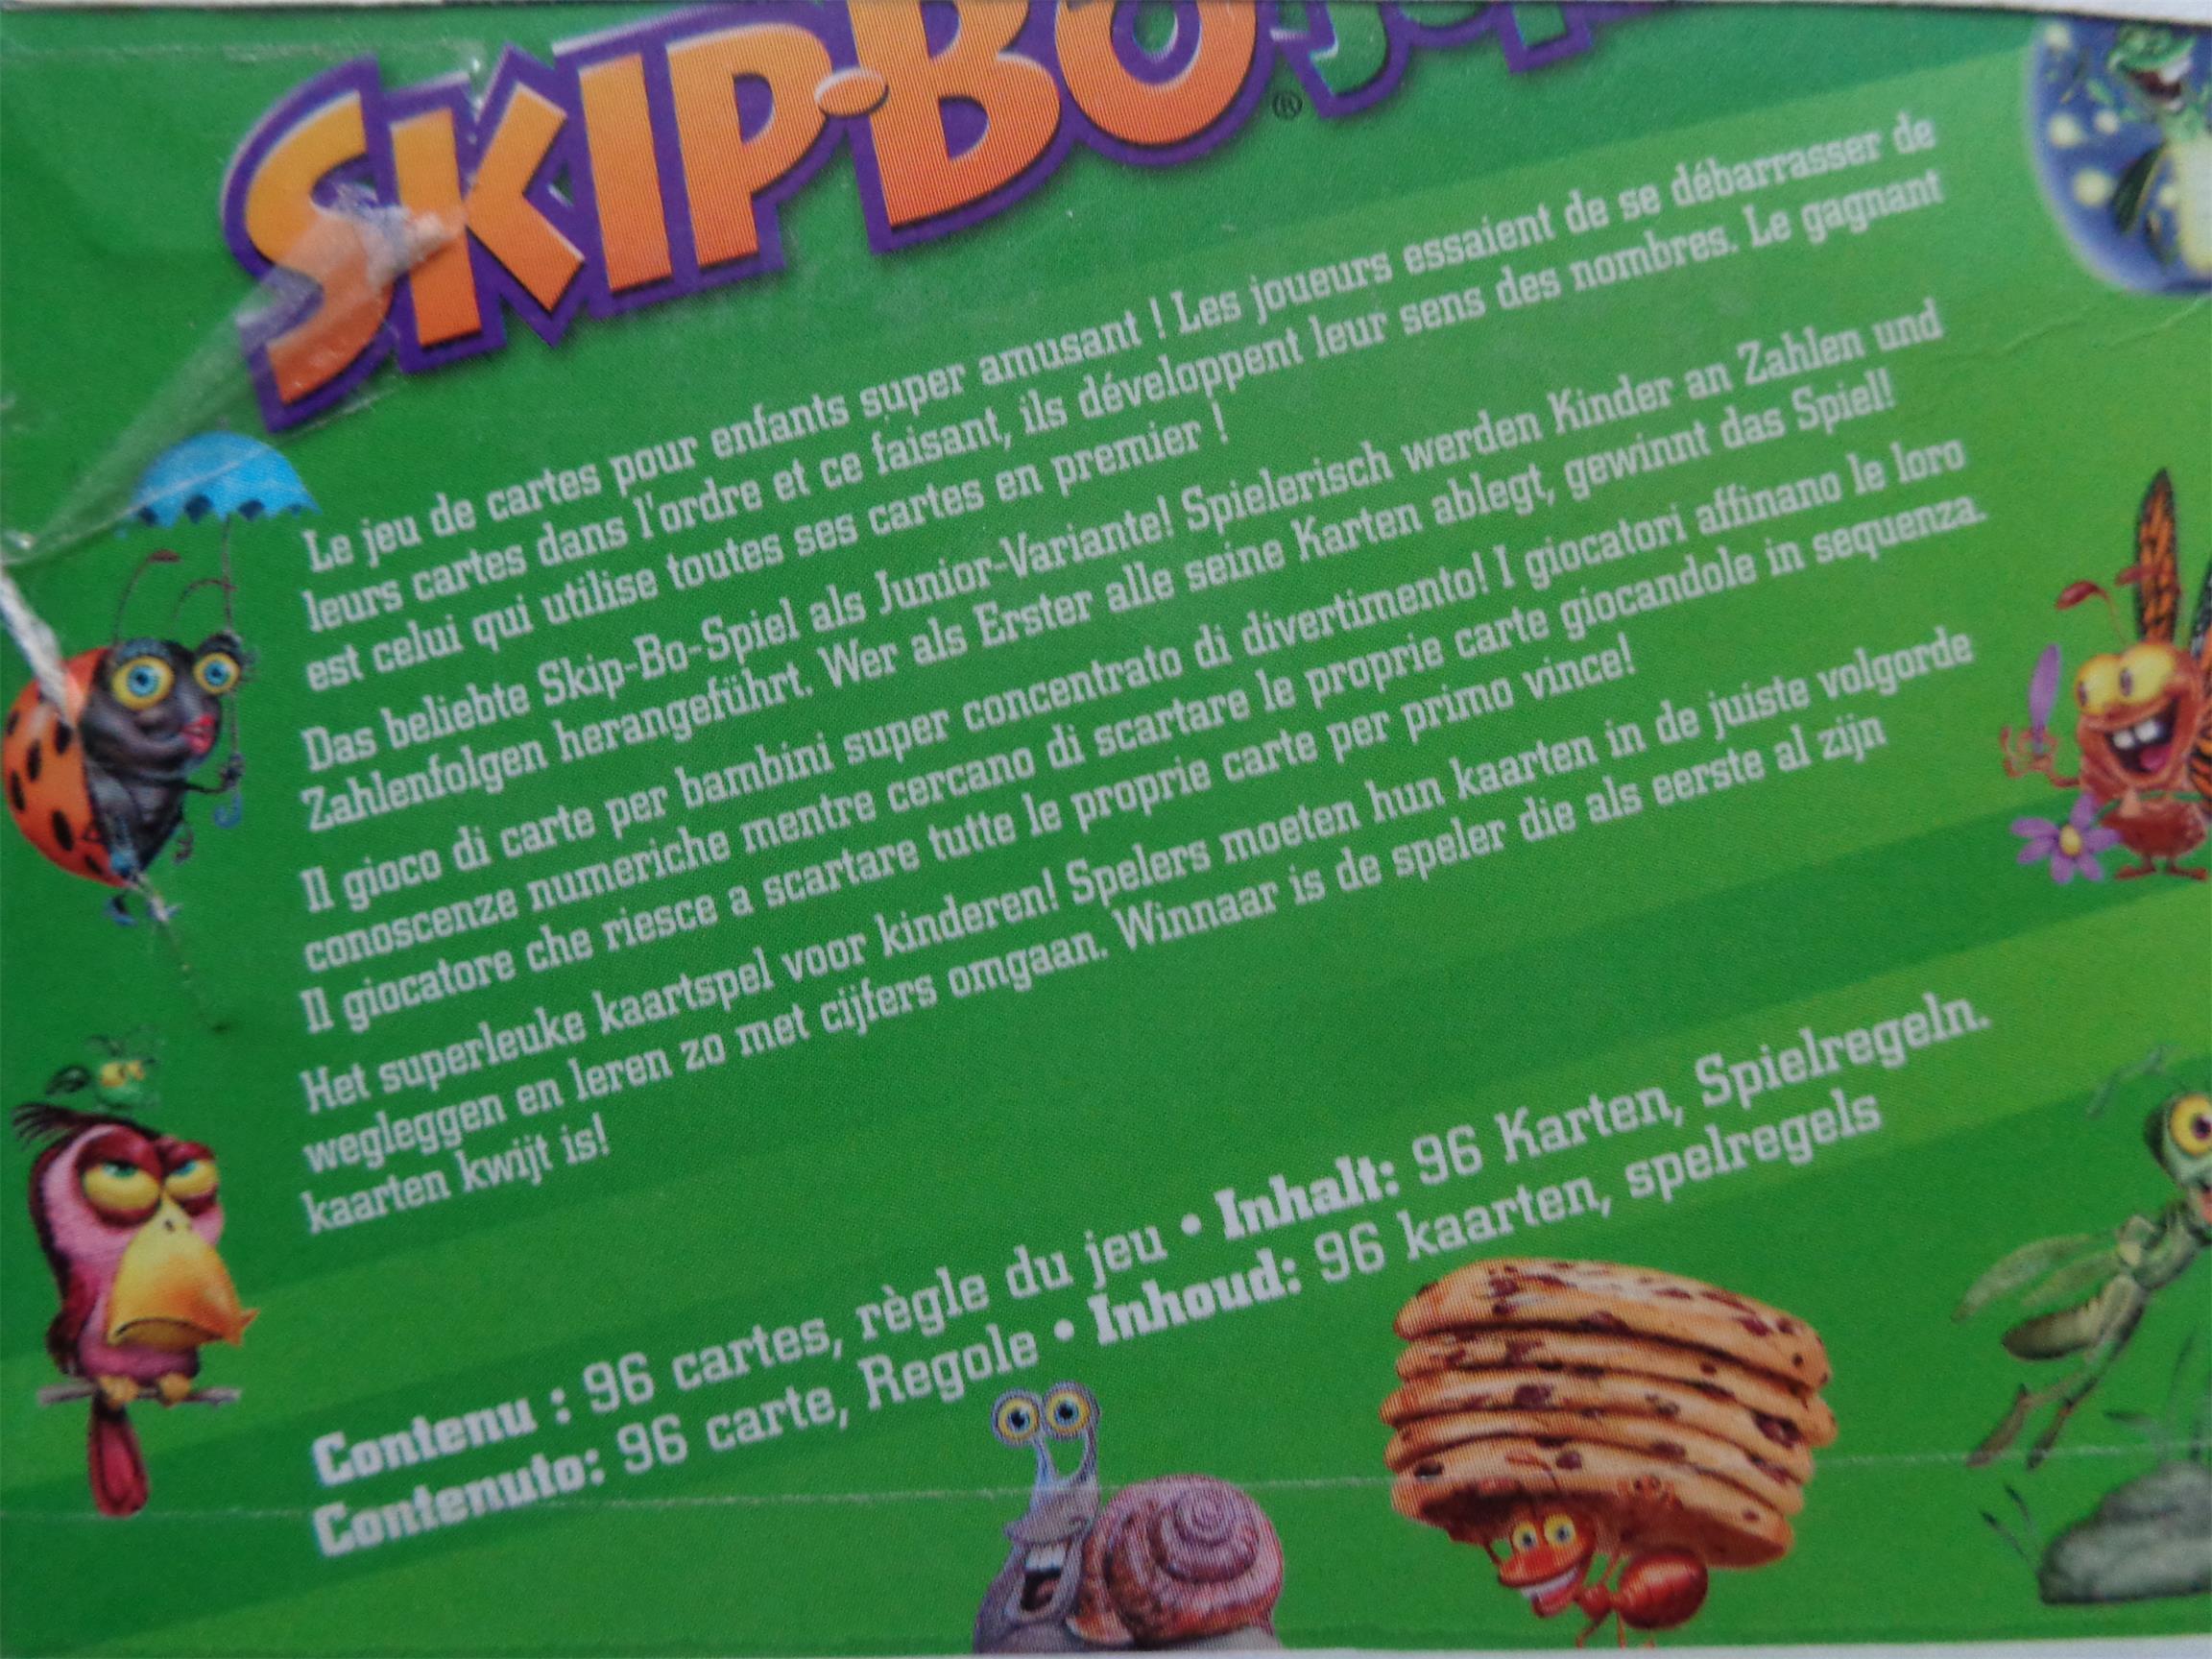 SKIP·BO®
Le jeu de cartes pour enfants super amusant ! Les joueurs essaient de se débarrasser de
leurs cartes dans l'ordre et ce faisant, ils développent leur sens des nombres. Le gagnant
est celui qui utilise toutes ses cartes en premier !
Das beliebte Skip-Bo-Spiel als Junior-Variante! Spielerisch werden Kinder an Zahlen und
Zahlenfolgen herangeführt. Wer als Erster alle seine Karten ablegt, gewinnt das Spiel!
Il gioco di carte per bambini super concentrato di divertimento! I giocatori affinano le loro
conoscenze numeriche mentre cercano di scartare le proprie carte giocandole in sequenza.
Il giocatore che riesce a scartare tutte le proprie carte per primo vince!
Het superleuke kaartspel voor kinderen! Spelers moeten hun kaarten in de juiste volgorde
wegleggen en leren zo met cijfers omgaan. Winnaar is de speler die als eerste al zijn
kaarten kwijt is!
Contenu : 96 cartes, règle du jeu • Inhalt: 96 Karten, Spielregeln.
Contenuto: 96 carte, Regole • Inhoud: 96 kaarten, spelregels